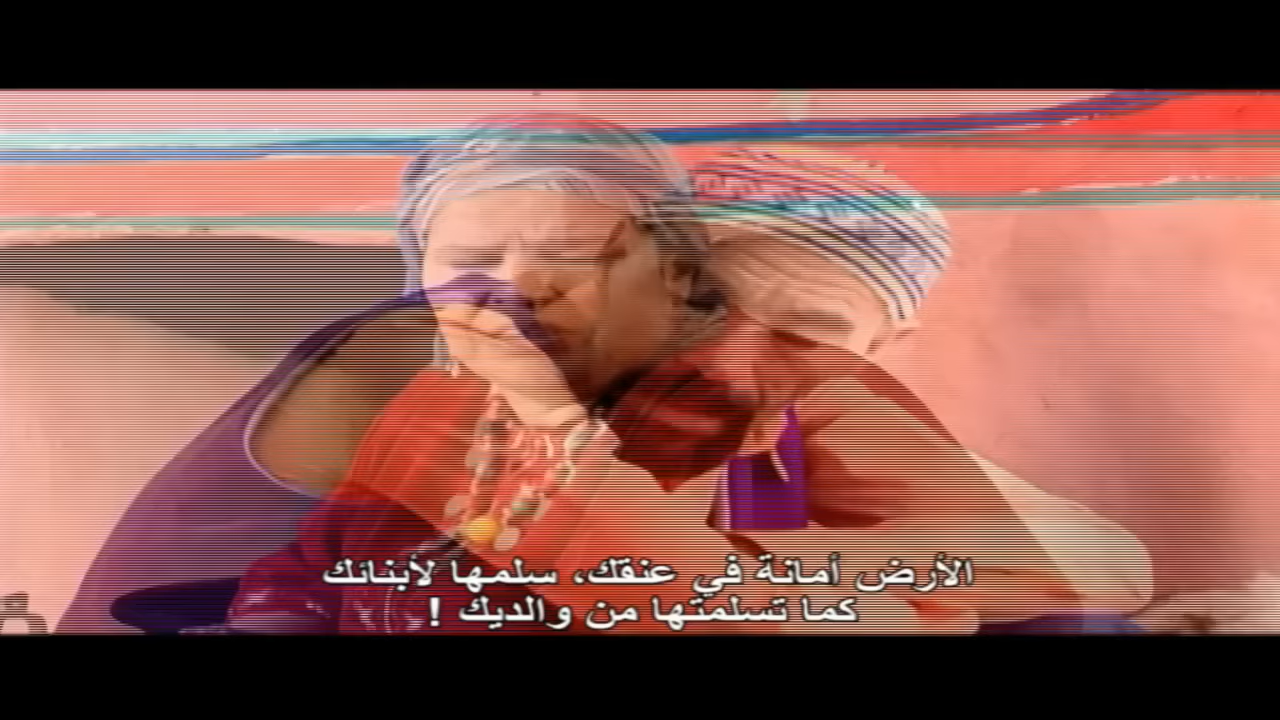 الأرض أمانة في عنقك، سلمها لأبنائك
كما تسلمتها من والديك !